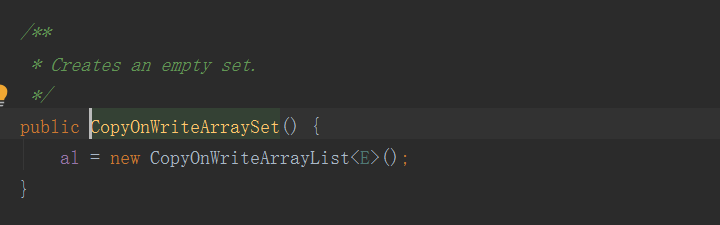 /**
 * Creates an empty set.
 */
public CopyOnWriteArraySet() {
    al = new CopyOnWriteArrayList<E>();
}